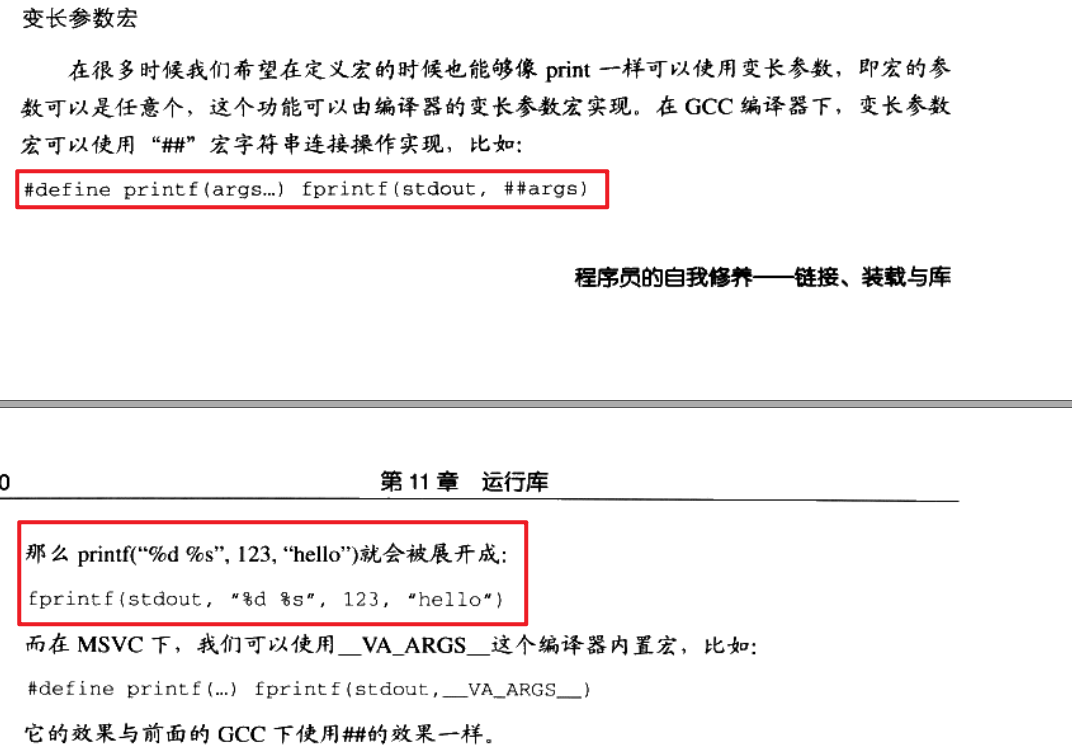 变长参数宏
在很多时候我们希望在定义宏的时候也能够像 print 一样可以使用变长参数，即宏的参
数可以是任意个，这个功能可以由编译器的变长参数宏实现。在 GCC 编译器下，变长参数
宏可以使用“##”宏字符串连接操作实现，比如：
#define printf(args…) fprintf(stdout, ##args)
程序员的自我修养——链接、装载与库
0
第 11 章 运行库
那么 printf(“%d %s”, 123, “hello”)就会被展开成：
fprintf(stdout, "%d %s", 123, "hello")
而在 MSVC 下，我们可以使用__VA_ARGS__这个编译器内置宏，比如：
#define printf(…) fprintf(stdout,__VA_ARGS__)
它的效果与前面的 GCC 下使用##的效果一样。